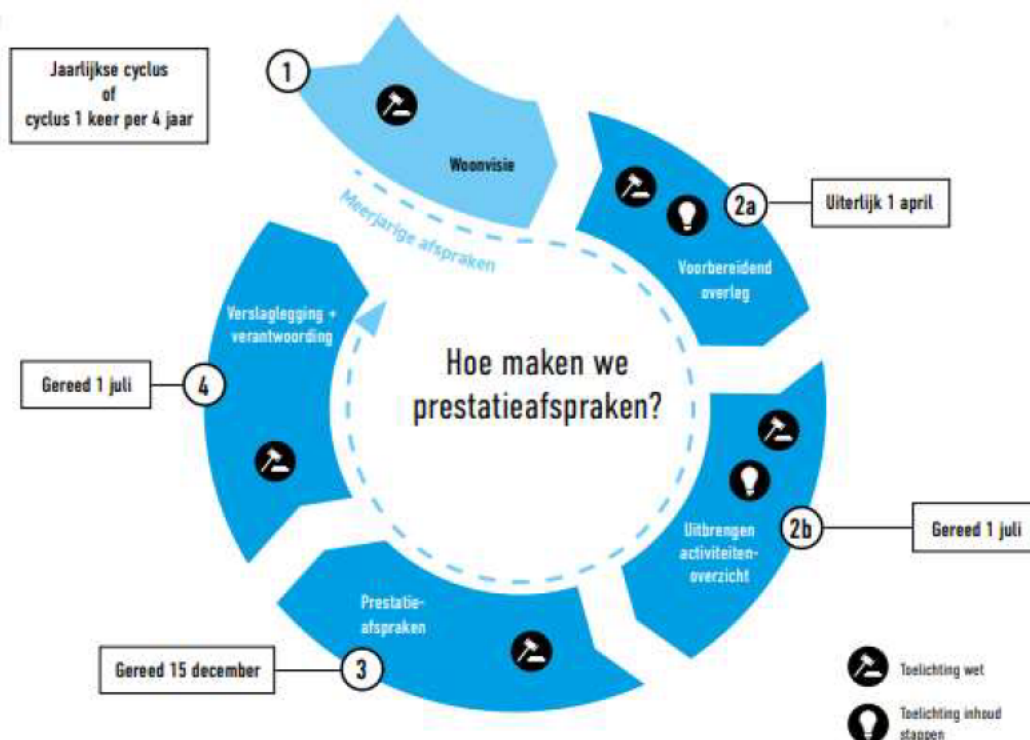 Jaarlijkse cyclus
of
cyclus 1 keer per 4 jaar
1
Woonvisie
Meerjarige afspraken
2a
Uiterlijk 1 april
Voorbereidend
overleg
Verslaglegging +
verantwoording
Hoe maken we
prestatieafspraken?
Gereed 1 juli
4
Uitbrengen
activiteiten-
overzicht
2b
Gereed 1 juli
Prestatie-
afspraken
Gereed 15 december
3
Toelichting wet
Toelichting inhoud
stappen